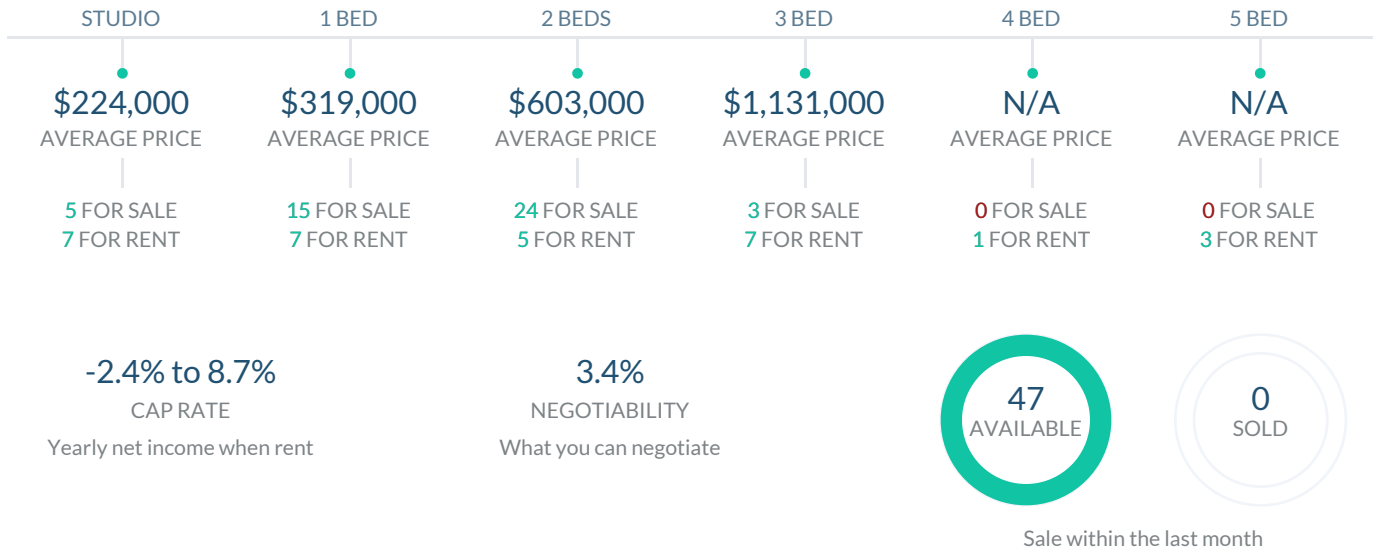 STUDIO 1 BED 2 BEDS 3 BED 4 BED 5 BED
$224,000 $319,000 $603,000 $1,131,000 N/A N/A
AVERAGE PRICE AVERAGE PRICE AVERAGE PRICE AVERAGE PRICE AVERAGE PRICE AVERAGE PRICE
5 FOR SALE 15 FOR SALE 24 FOR SALE 3 FOR SALE 0 FOR SALE 0 FOR SALE
7 FOR RENT 7 FOR RENT 5 FOR RENT 7 FOR RENT 1 FOR RENT 3 FOR RENT
-2.4% to 8.7%
CAP RATE
Yearly net income when rent
3.4%
NEGOTIABILITY
What you can negotiate
47
AVAILABLE
0
SOLD
Sale within the last month